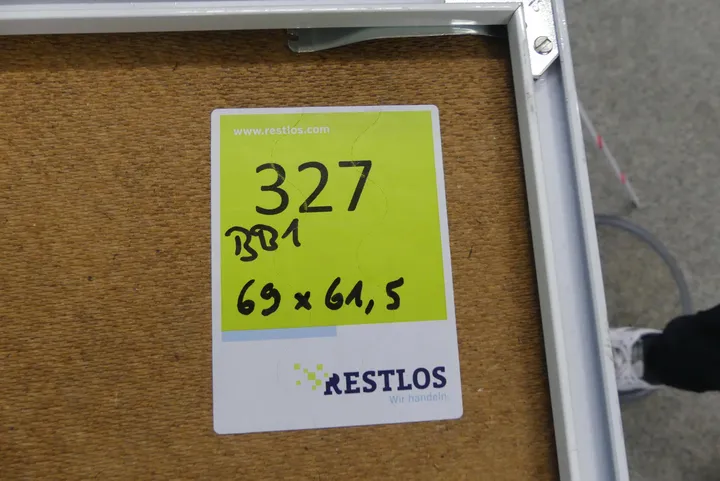 www.restlos.com
327
BB1
69 x 61,5
RESTLOS
Wir handeln.